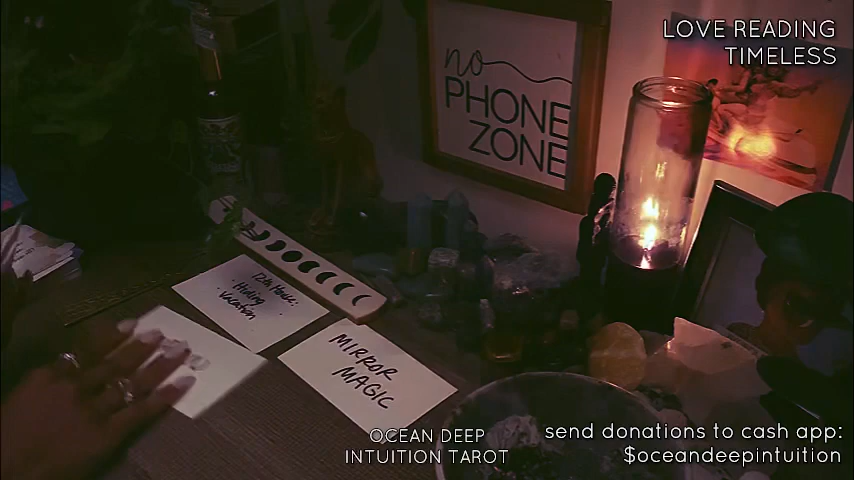 LOVE READING
TIMELESS
no
PHONE
ZONE
12th House:
• Hiding
• Vacation
MIRROR
MAGIC
OCEAN DEEP
INTUITION TAROT
send donations to cash app:
$oceandeepintuition